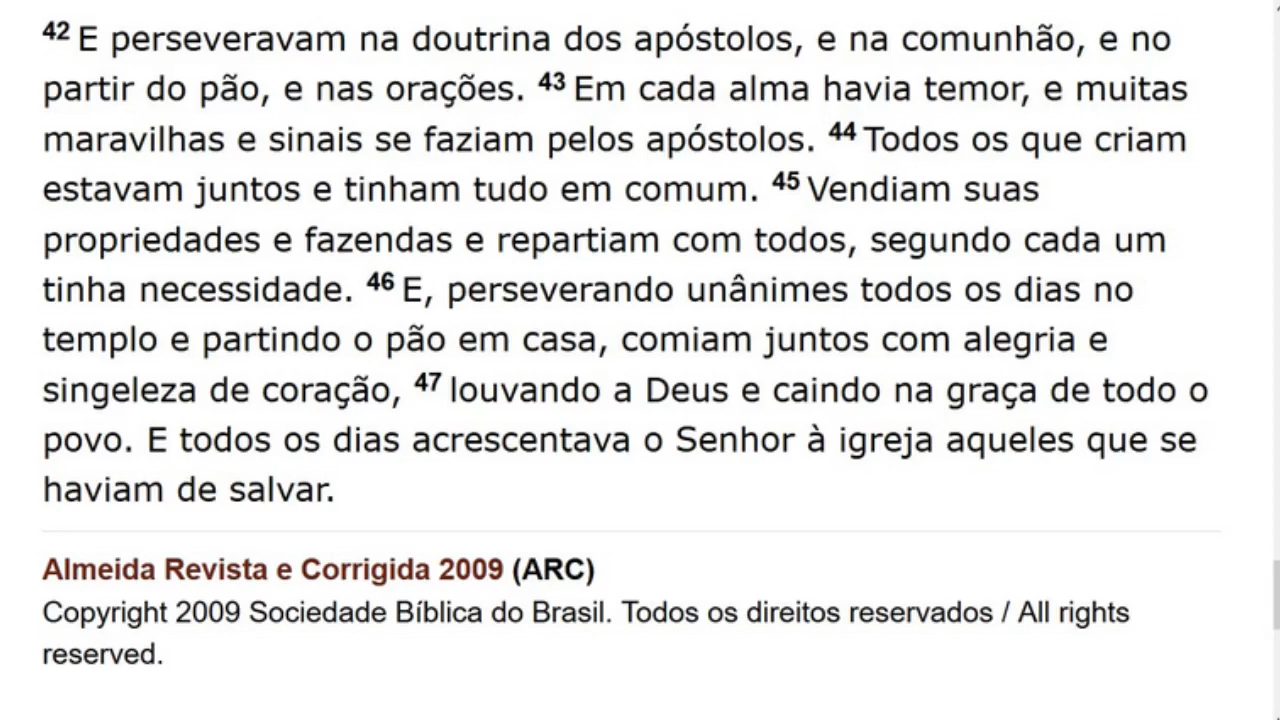 42 E perseveravam na doutrina dos apóstolos, e na comunhão, e no
partir do pão, e nas orações. 43 Em cada alma havia temor, e muitas
maravilhas e sinais se faziam pelos apóstolos. 44 Todos os que criam
estavam juntos e tinham tudo em comum. 45 Vendiam suas
propriedades e fazendas e repartiam com todos, segundo cada um
tinha necessidade. 46 E, perseverando unânimes todos os dias no
templo e partindo o pão em casa, comiam juntos com alegria e
singeleza de coração, 47 louvando a Deus e caindo na graça de todo o
povo. E todos os dias acrescentava o Senhor à igreja aqueles que se
haviam de salvar.
Almeida Revista e Corrigida 2009 (ARC)
Copyright 2009 Sociedade Bíblica do Brasil. Todos os direitos reservados / All rights
reserved.